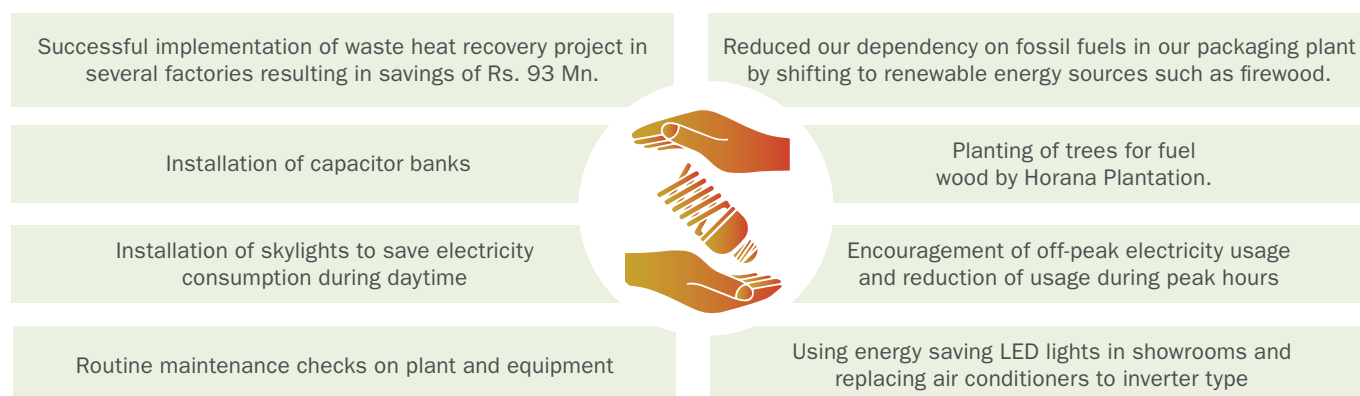 Successful implementation of waste heat recovery project in
several factories resulting in savings of Rs. 93 Mn.
Reduced our dependency on fossil fuels in our packaging plant
by shifting to renewable energy sources such as firewood.
Installation of capacitor banks
Planting of trees for fuel
wood by Horana Plantation.
Installation of skylights to save electricity
consumption during daytime
Encouragement of off-peak electricity usage
and reduction of usage during peak hours
Routine maintenance checks on plant and equipment
Using energy saving LED lights in showrooms and
replacing air conditioners to inverter type